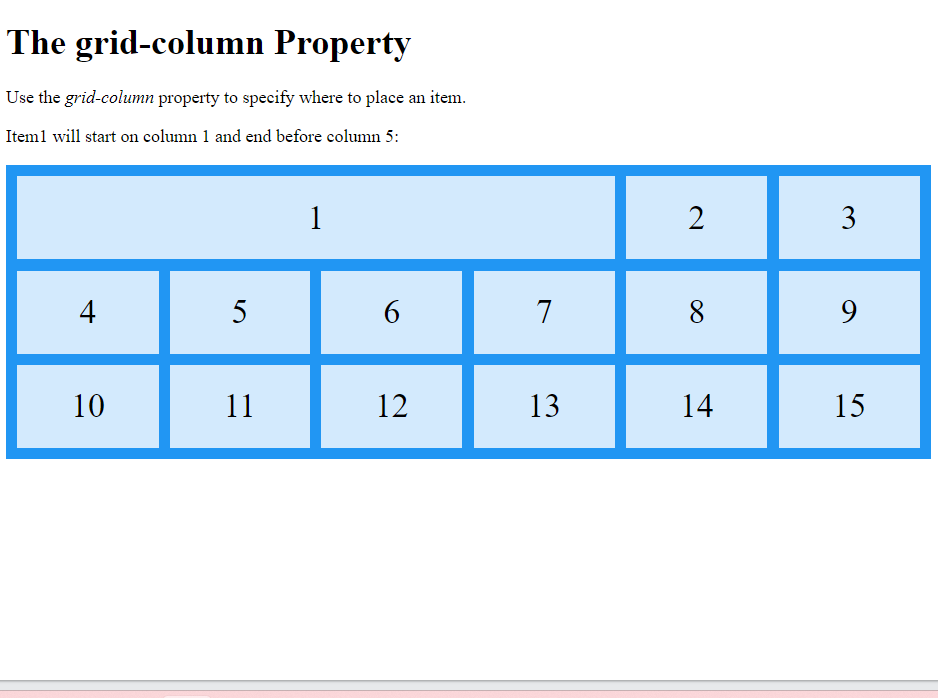 The grid-column Property
Use the grid-column property to specify where to place an item.
Item1 will start on column 1 and end before column 5:
1 2 3
4 5 6 7 8 9
10 11 12 13 14 15